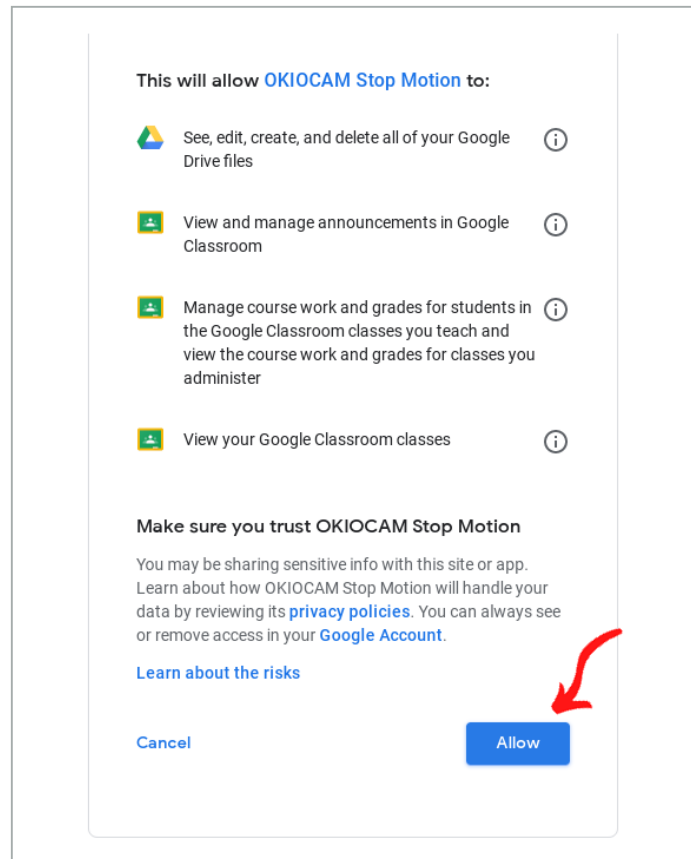 This will allow OKIOCAM Stop Motion to:
See, edit, create, and delete all of your Google
Drive files
View and manage announcements in Google
Classroom
Manage course work and grades for students in
the Google Classroom classes you teach and
view the course work and grades for classes you
administer
View your Google Classroom classes
Make sure you trust OKIOCAM Stop Motion
You may be sharing sensitive info with this site or app.
Learn about how OKIOCAM Stop Motion will handle your
data by reviewing its privacy policies. You can always see
or remove access in your Google Account.
Learn about the risks
Cancel
Allow